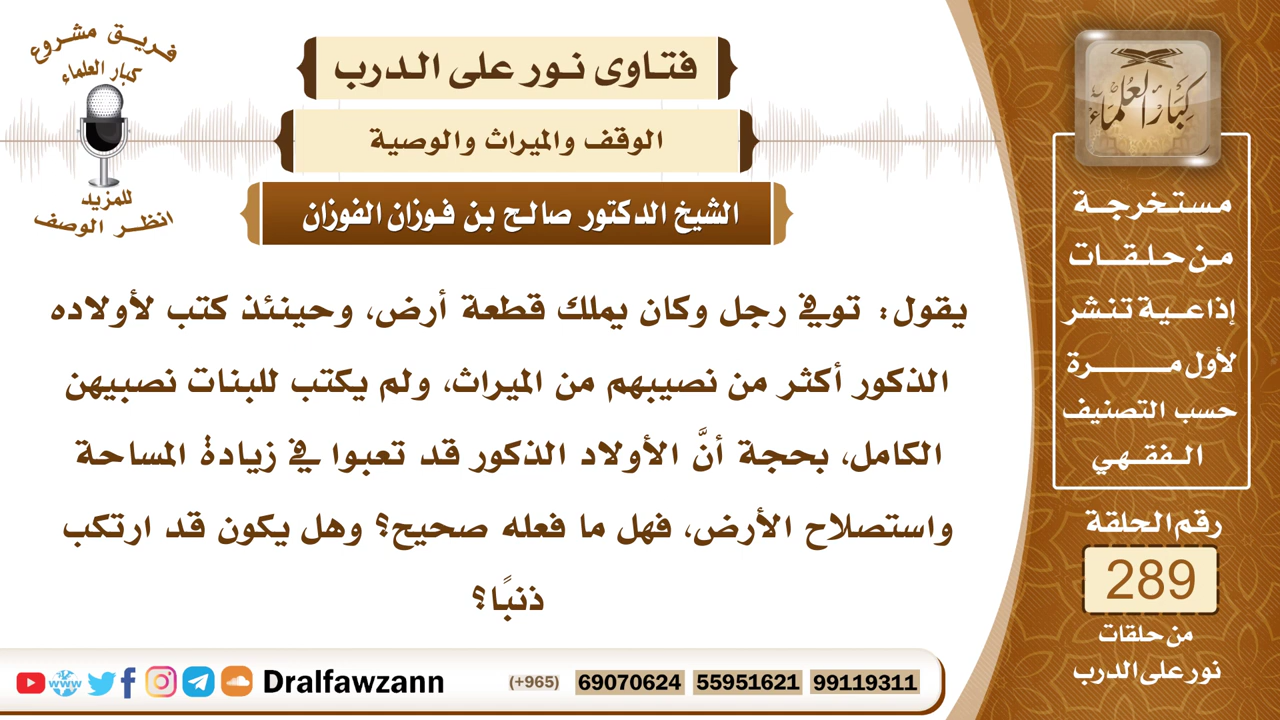 فريق مشروع
كبار العلماء
للمزيد
انظر الوصف
فتاوى نور على الدرب
الوقف والميراث والوصية
الشيخ الدكتور صالح بن فوزان الفوزان
يقول: توفي رجل وكان يملك قطعة أرض، وحينئذ كتب لأولاده
الذكور أكثر من نصيبهم من الميراث، ولم يكتب للبنات نصبيهن
الكامل، بحجة أنَّ الأولاد الذكور قد تعبوا في زيادةْ المساحة
واستصلاح الأرض، فهل ما فعله صحيح؟ وهل يكون قد ارتكب
ذنبًا؟
كبار العلماء
مستخرجة
من حلقات
إذاعية تنشر
لأول مرة
حسب التصنيف
الفقهي
رقم الحلقة
289
من حلقات
نور على الدرب
www
Dralfawzann
(+965) 69070624 55951621 99119311